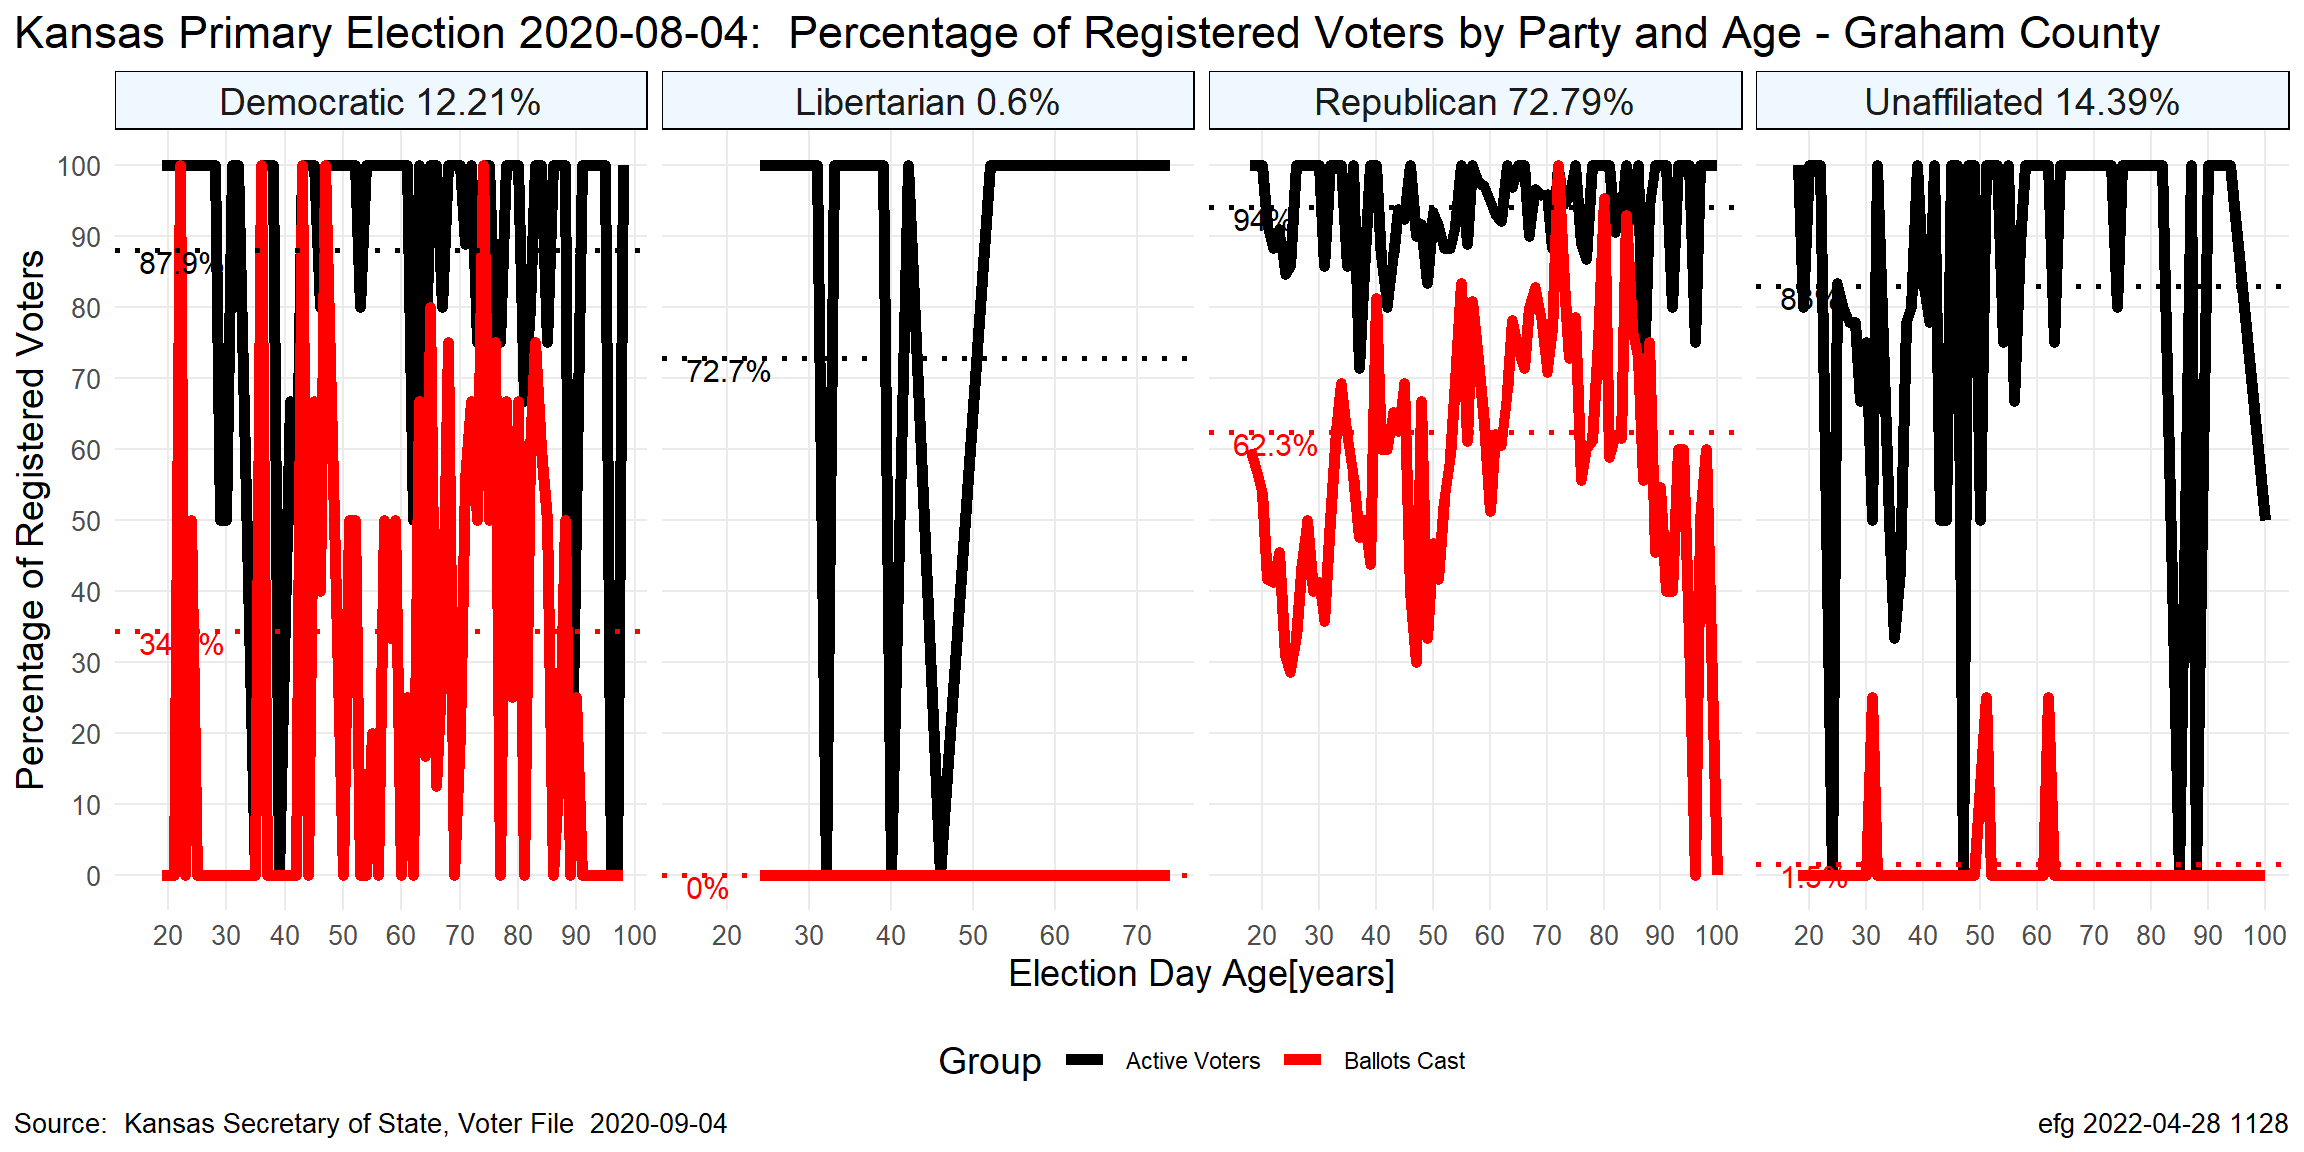 Kansas Primary Election 2020-08-04:  Percentage of Registered Voters by Party and Age - Graham County
Democratic 12.21%
Libertarian 0.6%
Republican 72.79%
Unaffiliated 14.39%
Percentage of Registered Voters
100
90
80
70
60
50
40
30
20
10
0
87.9%
72.7%
0%
94%
62.3%
83%
1.5%
20 30 40 50 60 70 80 90 100
20 30 40 50 60 70
20 30 40 50 60 70 80 90 100
20 30 40 50 60 70 80 90 100
Election Day Age[years]
Group Active Voters Ballots Cast
Source:  Kansas Secretary of State, Voter File  2020-09-04
efg 2022-04-28 1128